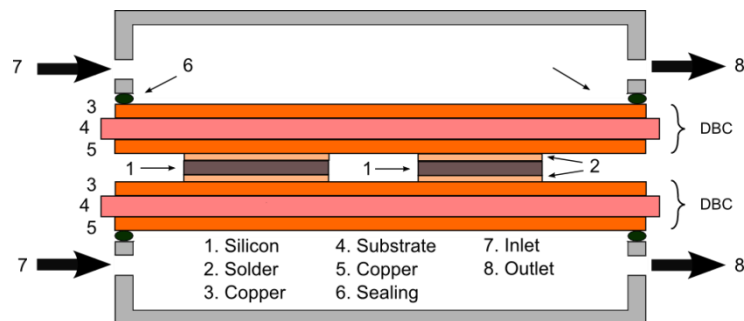 7
6
8
3
4
5
DBC
1
1
2
3
4
5
DBC
7
8
1. Silicon 4. Substrate 7. Inlet
2. Solder 5. Copper 8. Outlet
3. Copper 6. Sealing